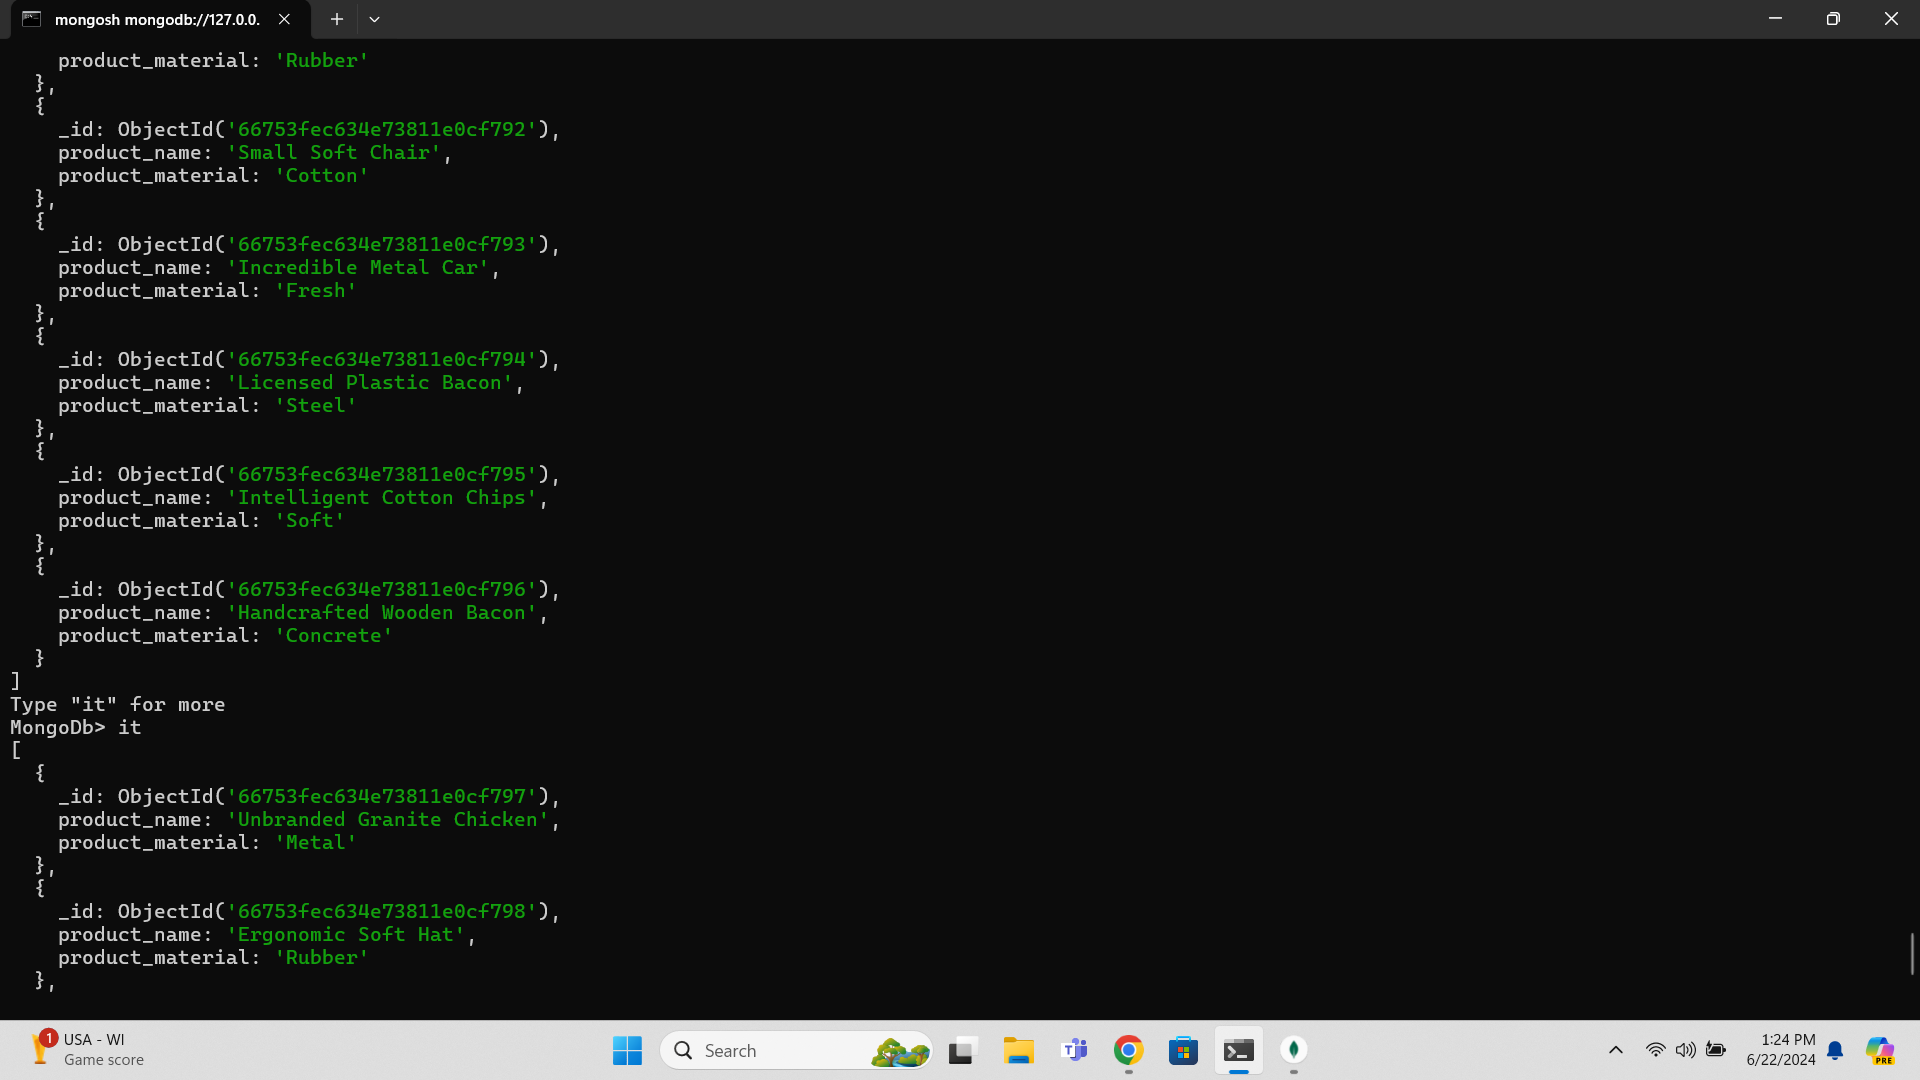 mongosh mongodb://127.0.0.
product_material: 'Rubber'
},
{
_id: ObjectId('66753fec634e73811e0cf792'),
product_name: 'Small Soft Chair',
product_material: 'Cotton'
},
{
_id: ObjectId('66753fec634e73811e0cf793'),
product_name: 'Incredible Metal Car',
product_material: 'Fresh'
},
{
_id: ObjectId('66753fec634e73811e0cf794'),
product_name: 'Licensed Plastic Bacon',
product_material: 'Steel'
},
{
_id: ObjectId('66753fec634e73811e0cf795'),
product_name: 'Intelligent Cotton Chips',
product_material: 'Soft'
},
{
_id: ObjectId('66753fec634e73811e0cf796'),
product_name: 'Handcrafted Wooden Bacon',
product_material: 'Concrete'
}
]
Type "it" for more
MongoDb> it
[
{
_id: ObjectId('66753fec634e73811e0cf797'),
product_name: 'Unbranded Granite Chicken',
product_material: 'Metal'
},
{
_id: ObjectId('66753fec634e73811e0cf798'),
product_name: 'Ergonomic Soft Hat',
product_material: 'Rubber'
},
1
USA - WI
Game score
Search
1:24 PM
6/22/2024
PRE